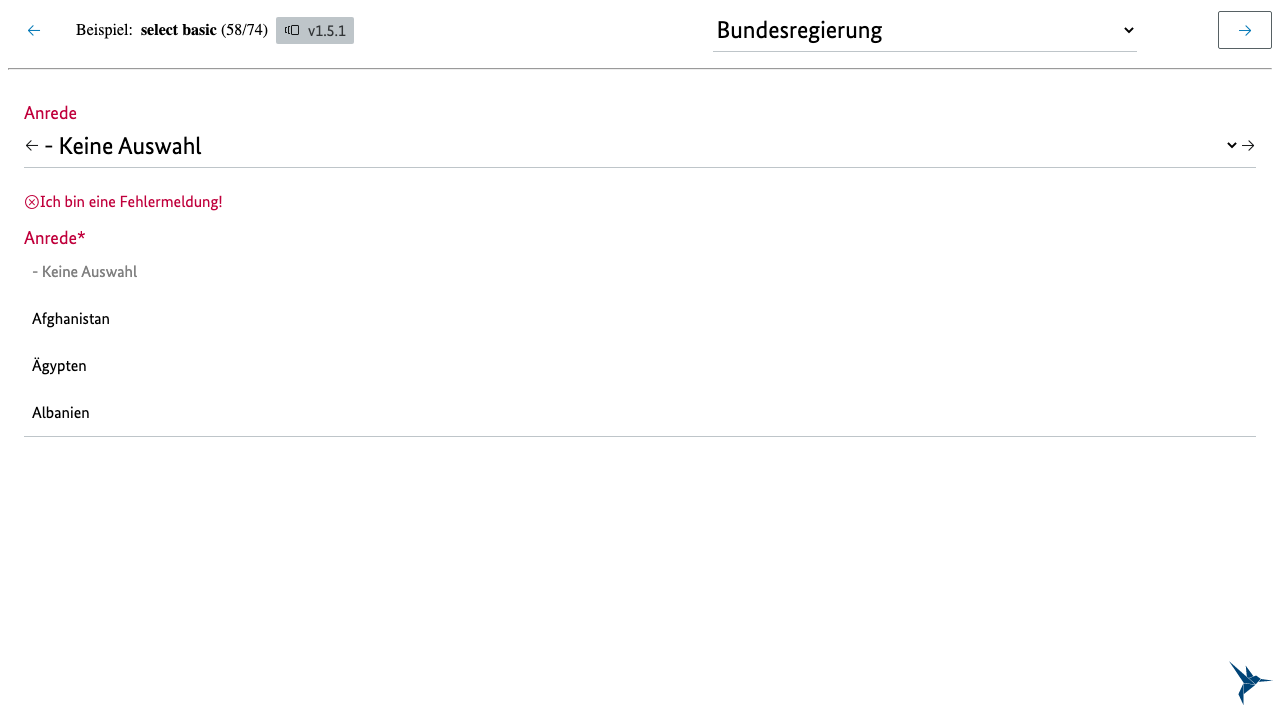 Beispiel: select basic (58/74) v1.5.1 Bundesregierung
Anrede
- Keine Auswahl
Ich bin eine Fehlermeldung!
Anrede*
- Keine Auswahl
Afghanistan
Ägypten
Albanien